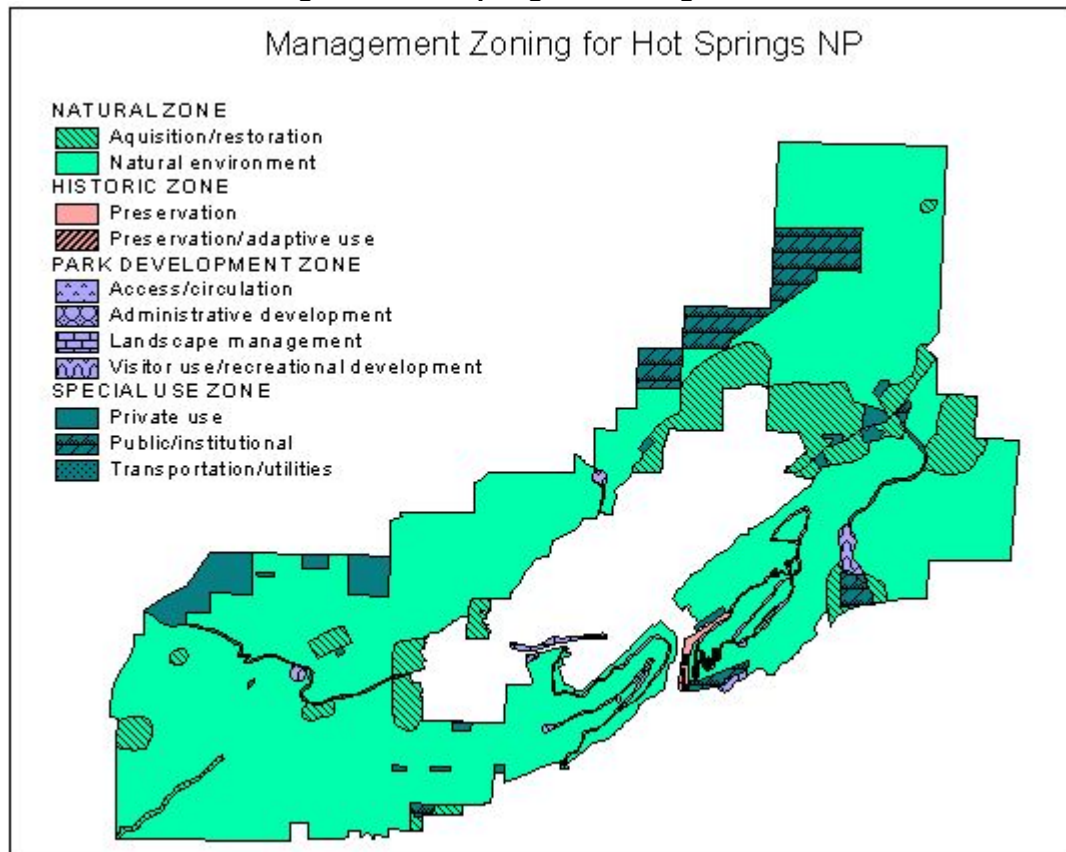 Management Zoning for Hot Springs NP
NATURAL ZONE
Aquisition/restoration
Natural environment
HISTORIC ZONE
Preservation
Preservation/adaptive use
PARK DEVELOPMENT ZONE
Access/circulation
Administrative development
Landscape management
Visitor use/recreational development
SPECIAL USE ZONE
Private use
Public/institutional
Transportation/utilities